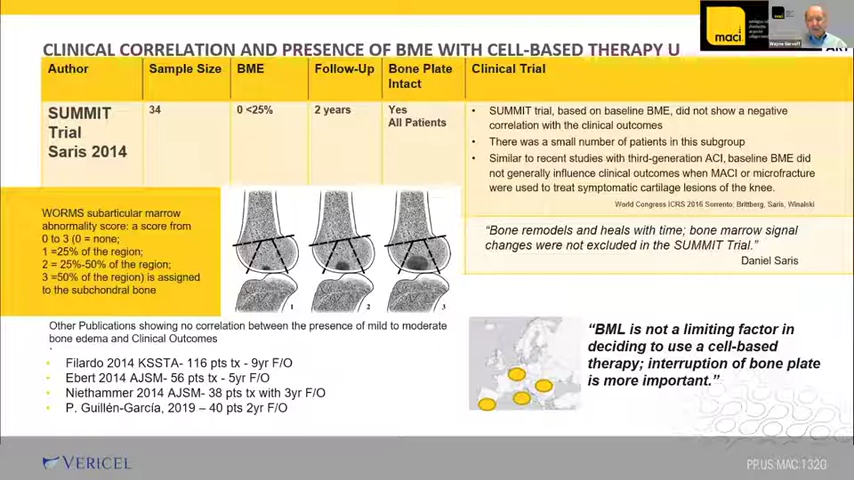 CLINICAL CORRELATION AND PRESENCE OF BME WITH CELL-BASED THERAPY U
maci
Wayne Gersoff
Author
Sample Size
BME
Follow-Up
Bone Plate
Intact
Clinical Trial
SUMMIT
Trial
Saris 2014
34
0 <25%
2 years
Yes
All Patients
• SUMMIT trial, based on baseline BME, did not show a negative
correlation with the clinical outcomes
• There was a small number of patients in this subgroup
• Similar to recent studies with third-generation ACI, baseline BME did
not generally influence clinical outcomes when MACI or microfracture
were used to treat symptomatic cartilage lesions of the knee.
World Congress ICRS 2016 Sorrento; Brittberg, Saris, Winalski
WORMS subarticular marrow
abnormality score: a score from
0 to 3 (0 = none;
1 =25% of the region;
2 = 25%-50% of the region;
3 =50% of the region) is assigned
to the subchondral bone
1
2
3
“Bone remodels and heals with time; bone marrow signal
changes were not excluded in the SUMMIT Trial.”
Daniel Saris
Other Publications showing no correlation between the presence of mild to moderate
bone edema and Clinical Outcomes
• Filardo 2014 KSSTA- 116 pts tx - 9yr F/O
• Ebert 2014 AJSM- 56 pts tx - 5yr F/O
• Niethammer 2014 AJSM- 38 pts tx with 3yr F/O
• P. Guillén-García, 2019 – 40 pts 2yr F/O
“BML is not a limiting factor in
deciding to use a cell-based
therapy; interruption of bone plate
is more important.”
VERICEL
PP.US.MAC.1320